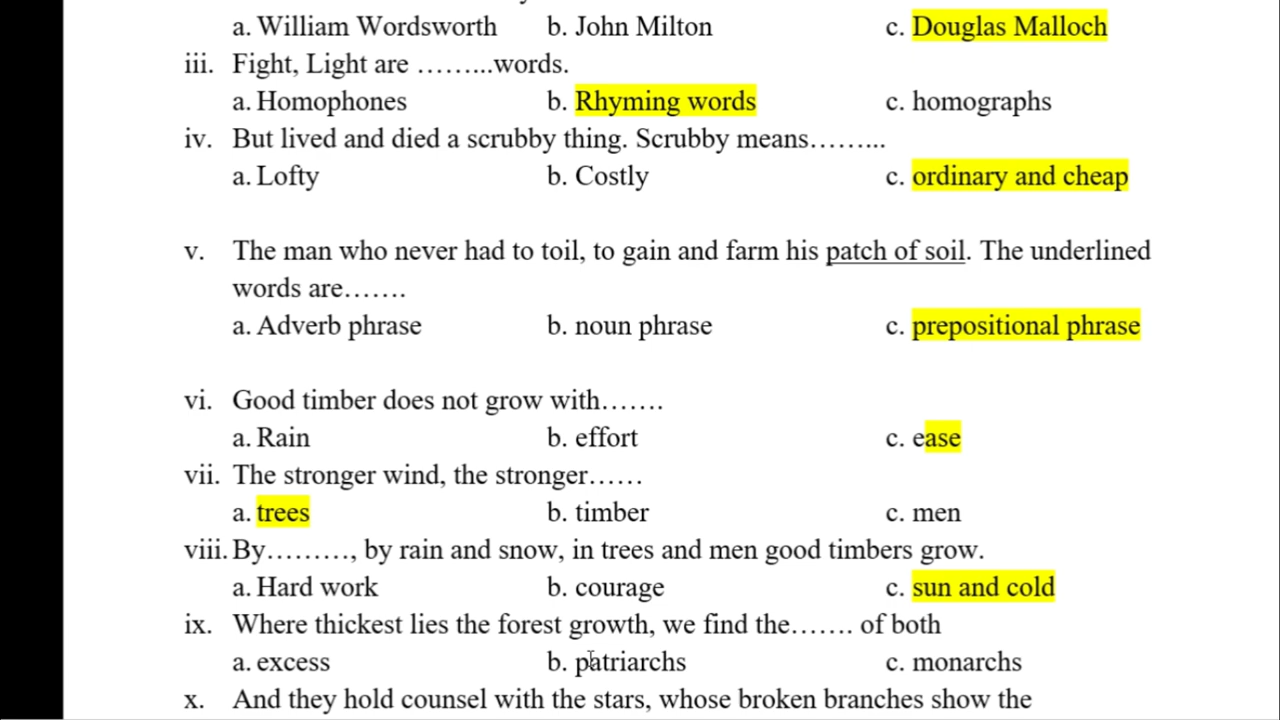 a. William Wordsworth b. John Milton c. Douglas Malloch
iii. Fight, Light are ……...words.
a. Homophones b. Rhyming words c. homographs
iv. But lived and died a scrubby thing. Scrubby means……...
a. Lofty b. Costly c. ordinary and cheap
v. The man who never had to toil, to gain and farm his patch of soil. The underlined
words are…….
a. Adverb phrase b. noun phrase c. prepositional phrase
vi. Good timber does not grow with…….
a. Rain b. effort c. ease
vii. The stronger wind, the stronger……
a. trees b. timber c. men
viii. By………, by rain and snow, in trees and men good timbers grow.
a. Hard work b. courage c. sun and cold
ix. Where thickest lies the forest growth, we find the……. of both
a. excess b. patriarchs c. monarchs
x. And they hold counsel with the stars, whose broken branches show the